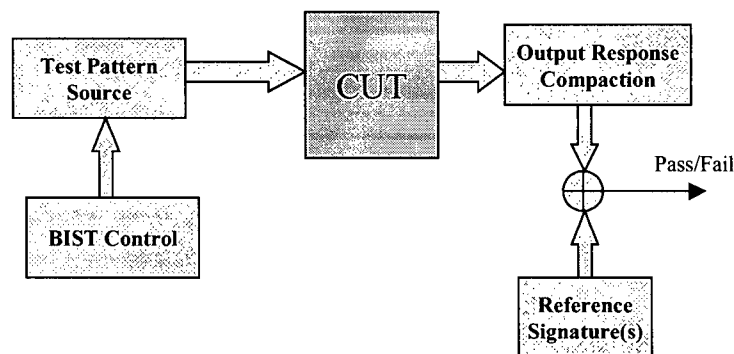 Test Pattern
Source
CUT
Output Response
Compaction
Pass/Fail
BIST Control
Reference
Signature(s)